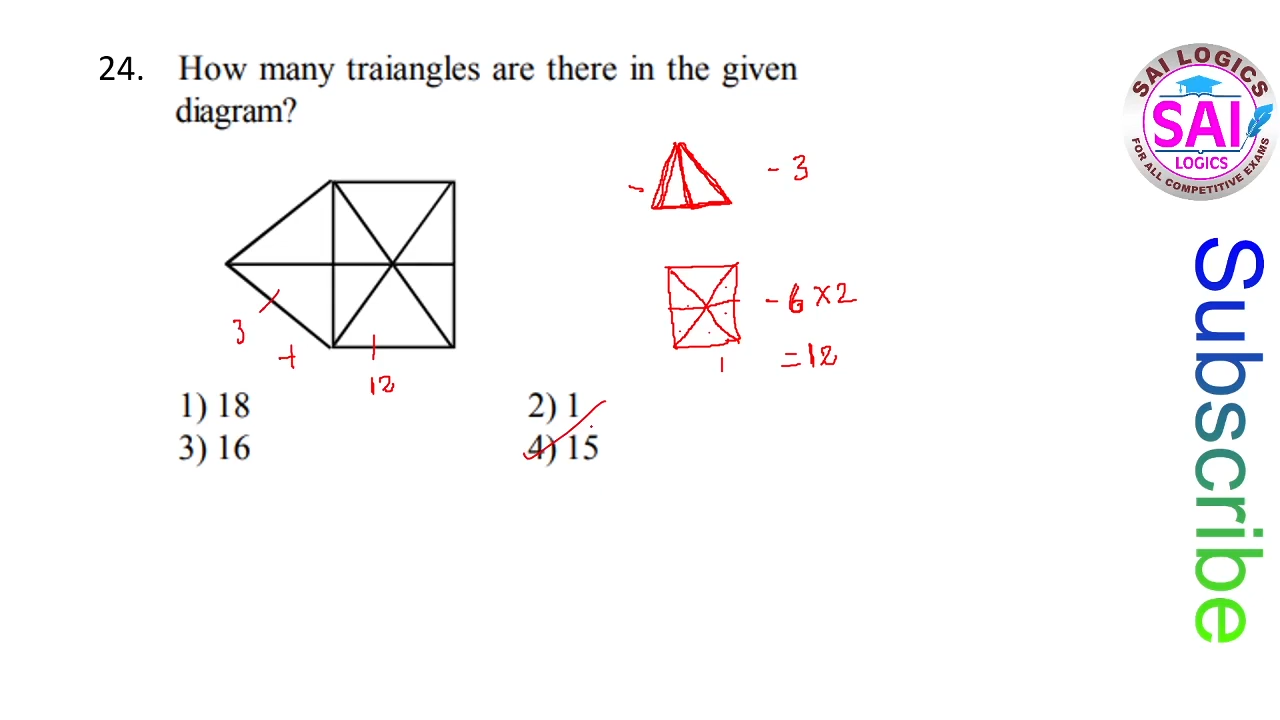 24. How many traiangles are there in the given
diagram?
- 3
- 6 × 2
= 12
3
+
12
1) 18
2) 1
3) 16
4) 15
SAI LOGICS
SAI
LOGICS
FOR ALL COMPETITIVE EXAMS
Subscribe